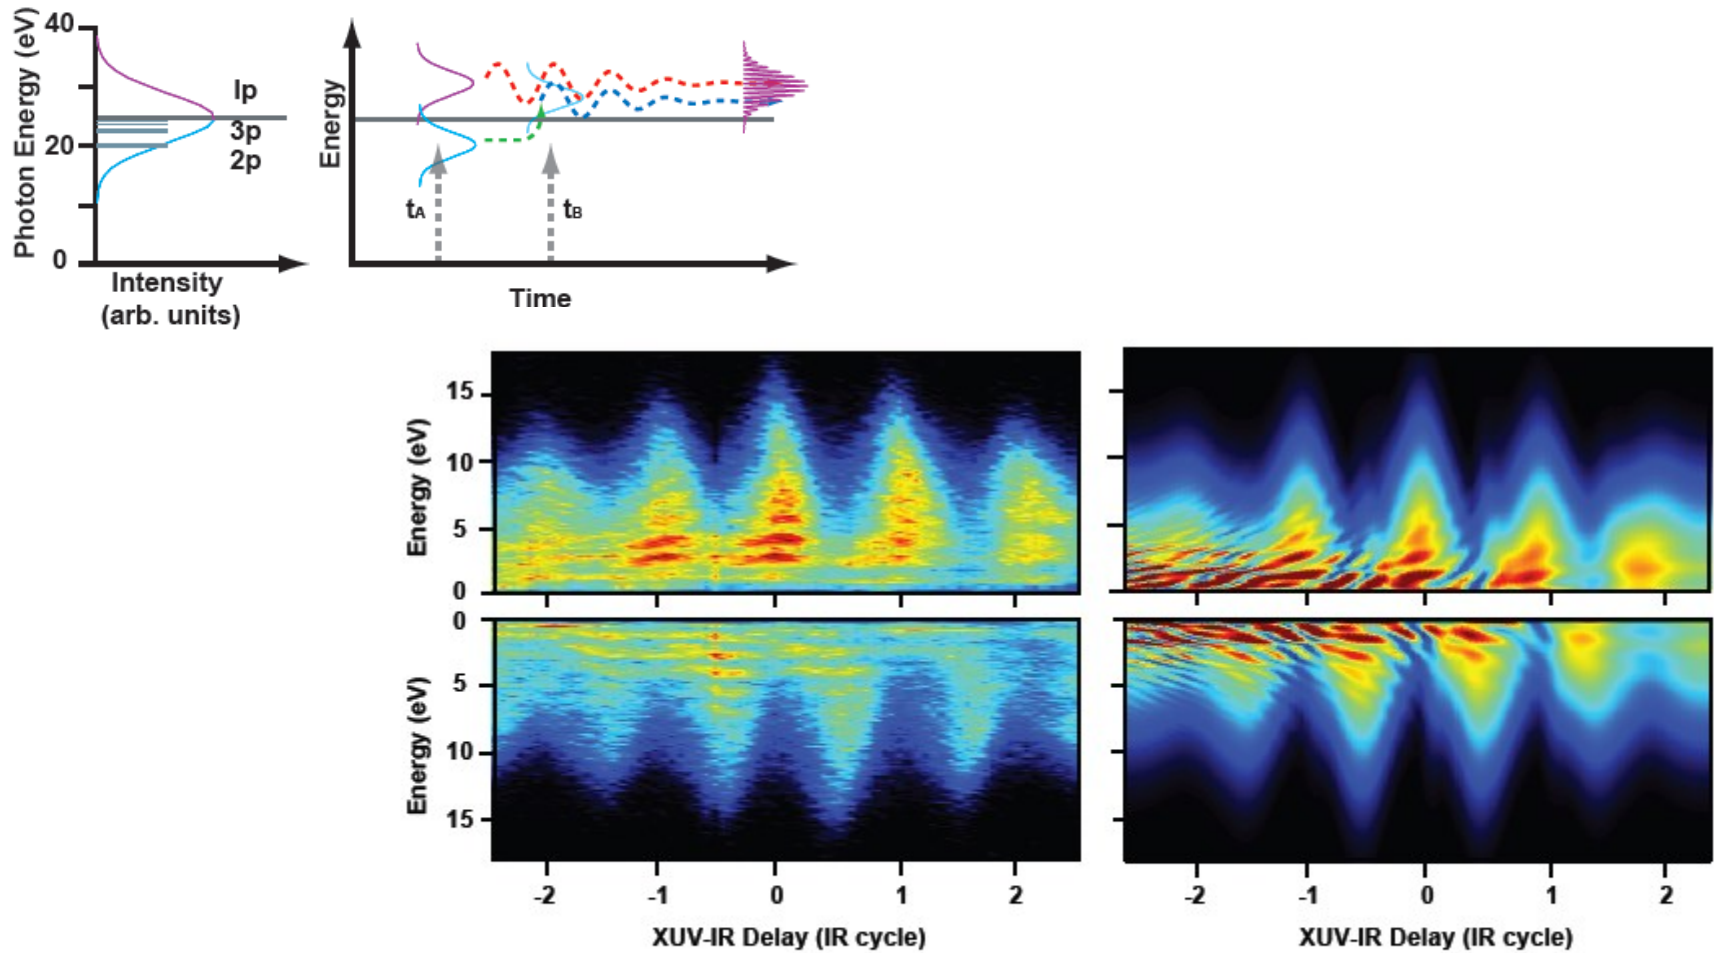 Photon Energy (eV)
40
20
0
Ip
3p
2p
Intensity
(arb. units)
Energy
tA
tB
Time
Energy (eV)
15
10
5
0
Energy (eV)
0
5
10
15
-2
-1
0
1
2
XUV-IR Delay (IR cycle)
-2
-1
0
1
2
XUV-IR Delay (IR cycle)